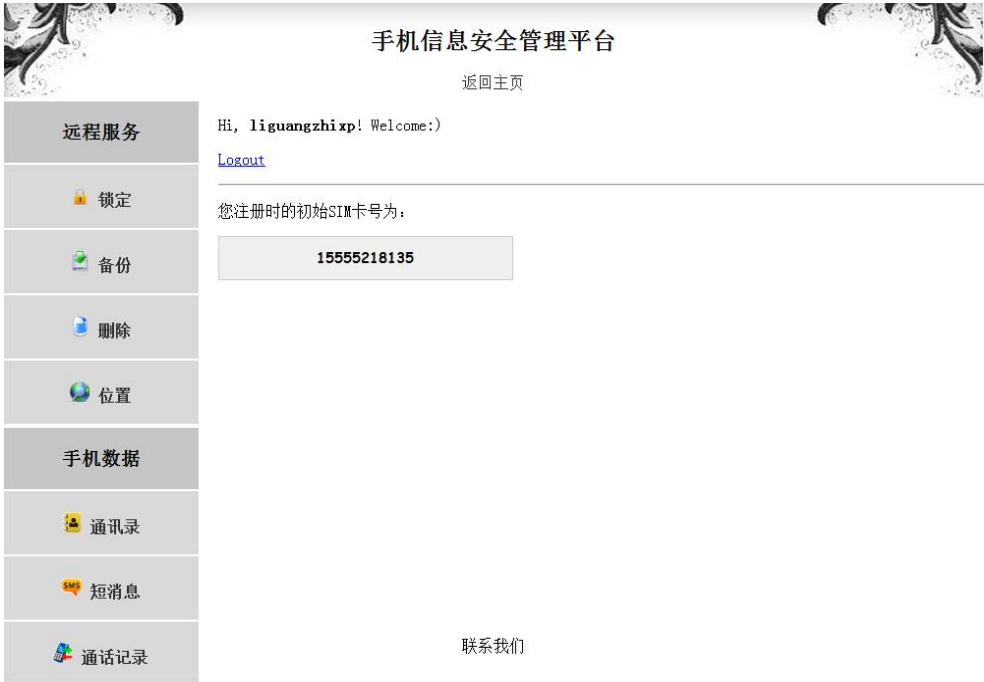 手机信息安全管理平台
返回主页
远程服务
锁定
备份
删除
位置
手机数据
通讯录
SMS 短消息
通话记录
Hi, liguangzhixp! Welcome:)
Logout
您注册时的初始SIM卡号为:
15555218135
联系我们